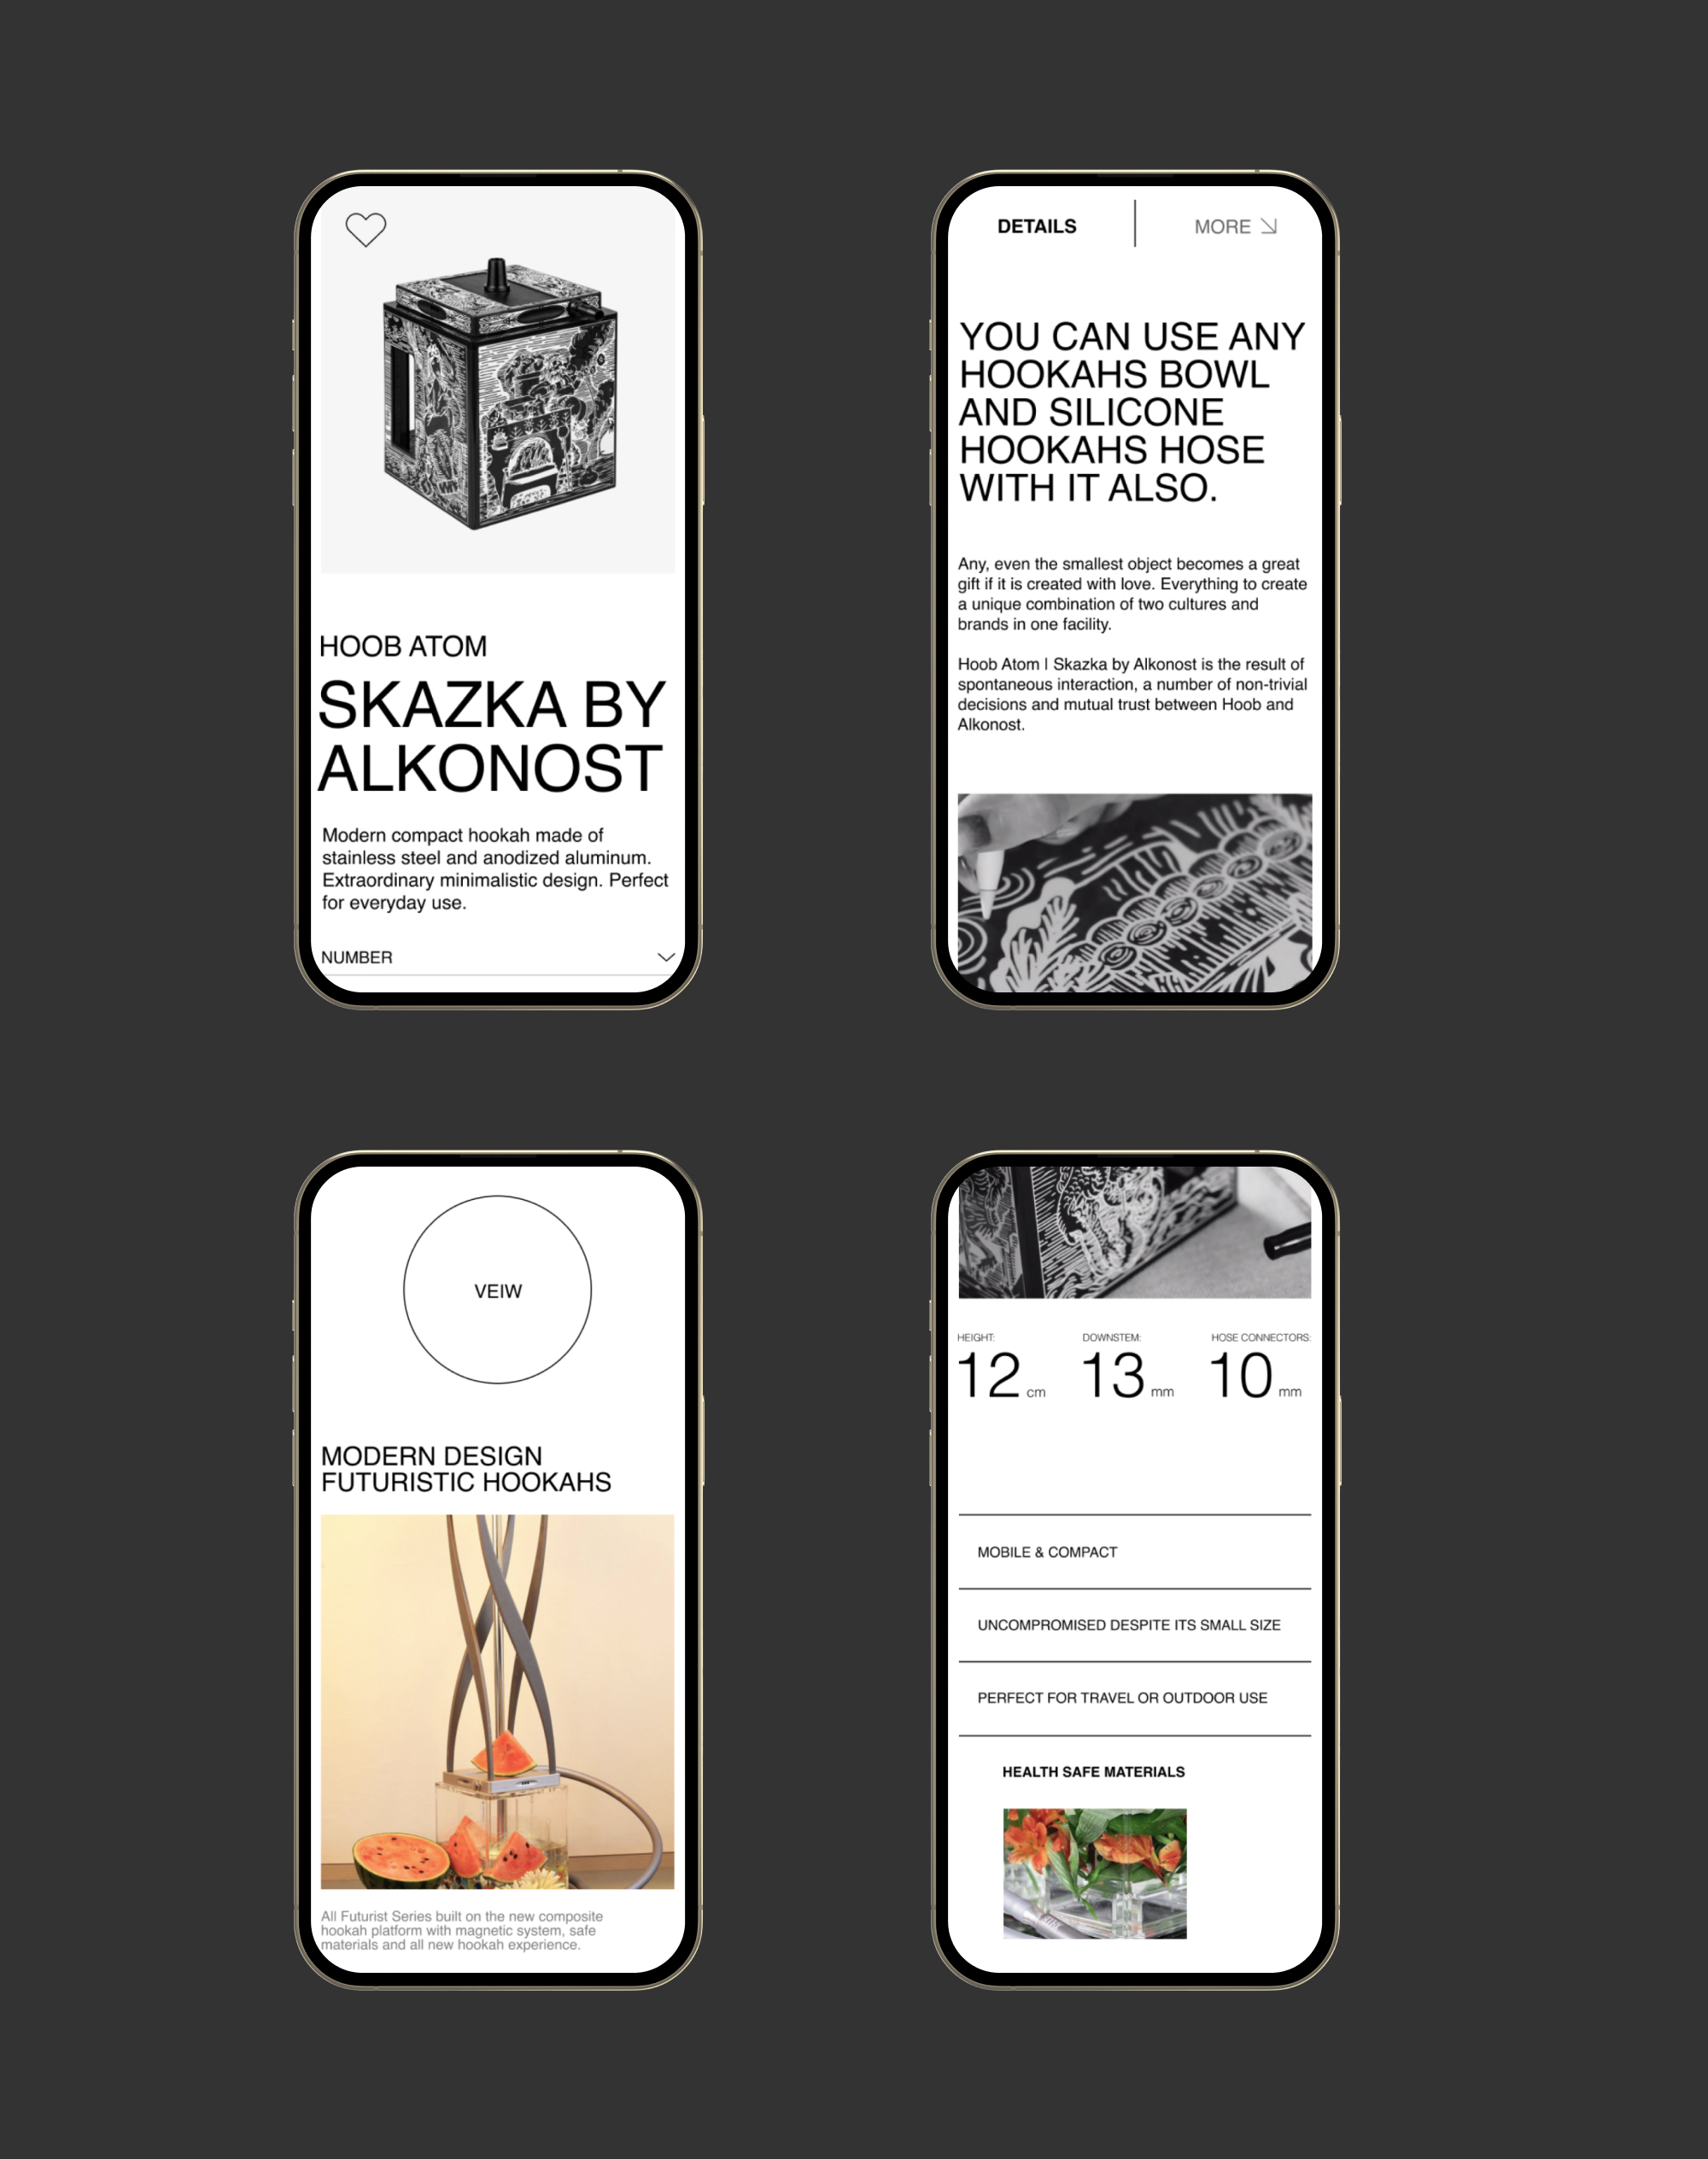 HOOB ATOM
SKAZKA BY
ALKONOST
Modern compact hookah made of
stainless steel and anodized aluminum.
Extraordinary minimalistic design. Perfect
for everyday use.
NUMBER
DETAILS
MORE
YOU CAN USE ANY
HOOKAHS BOWL
AND SILICONE
HOOKAHS HOSE
WITH IT ALSO.
Any, even the smallest object becomes a great
gift if it is created with love. Everything to create
a unique combination of two cultures and
brands in one facility.
Hoob Atom | Skazka by Alkonost is the result of
spontaneous interaction, a number of non-trivial
decisions and mutual trust between Hoob and
Alkonost.
VEIW
MODERN DESIGN
FUTURISTIC HOOKAHS
All Futurist Series built on the new composite
hookah platform with magnetic system, safe
materials and all new hookah experience.
HEIGHT: DOWNSTEM: HOSE CONNECTORS:
12 cm 13 mm 10 mm
MOBILE & COMPACT
UNCOMPROMISED DESPITE ITS SMALL SIZE
PERFECT FOR TRAVEL OR OUTDOOR USE
HEALTH SAFE MATERIALS